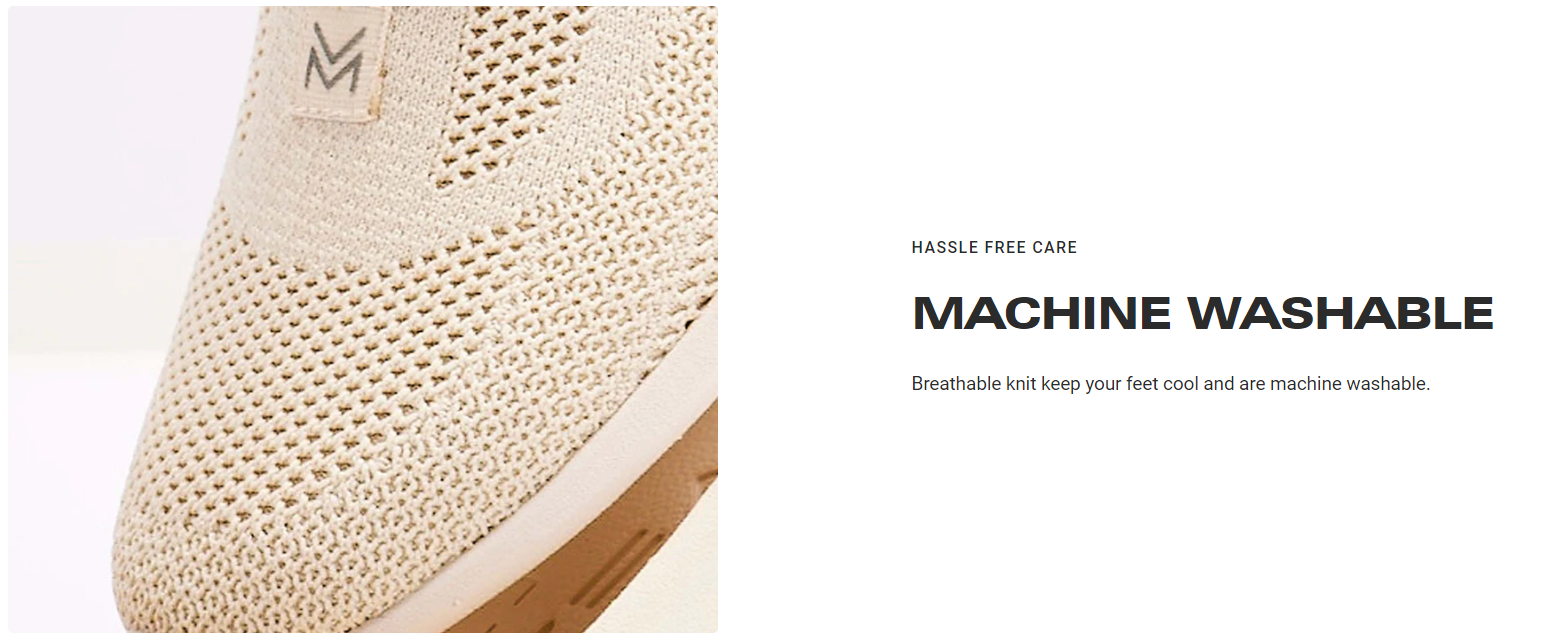 HASSLE FREE CARE
MACHINE WASHABLE
Breathable knit keep your feet cool and are machine washable.